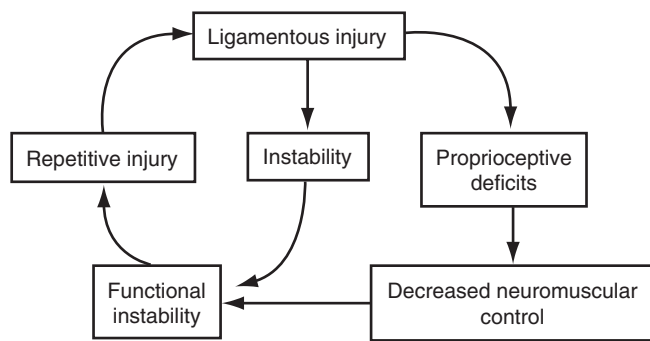 Ligamentous injury
Repetitive injury
Instability
Proprioceptive
deficits
Functional
instability
Decreased neuromuscular
control